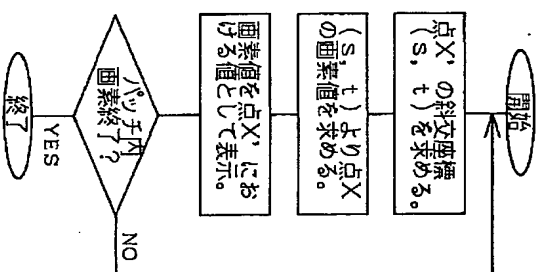 開始
点X'の斜交座標
(s, t)を求める。
(s, t)より点X
の画素値を求める。
画素値を点X'にお
ける値として表示。
パッチ内
画素終了?
NO
YES
終了